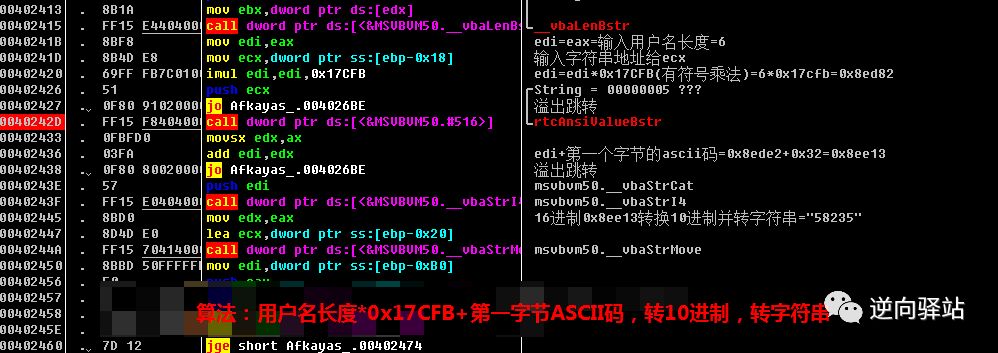 00402413 . 8B1A mov ebx,dword ptr ds:[edx]
00402415 . FF15 E4404000 call dword ptr ds:[<&MSVBVM50.__vbaLenBs __vbaLenBstr
0040241B . 8BF8 mov edi,eax edi=eax=输入用户名长度=6
0040241D . 8B4D E8 mov ecx,dword ptr ss:[ebp-0x18] 输入字符串地址给ecx
00402420 . 69FF FB7C0100 imul edi,edi,0x17CFB edi=edi*0x17CFB(有符号乘法)=6*0x17cfb=0x8ed82
00402426 . 51 push ecx String = 00000005 ???
00402427 . 0F80 91020000 jo Afkayas_.004026BE 溢出跳转
0040242D . FF15 F8404000 call dword ptr ds:[<&MSVBVM50.#516>] rtcAnsiValueBstr
00402433 . 0FBFD0 movsx edx,ax
00402436 . 03FA add edi,edx edi+第一个字节的ascii码=0x8ede2+0x32=0x8ee13
00402438 . 0F80 80020000 jo Afkayas_.004026BE 溢出跳转
0040243E . 57 push edi msvbvm50.__vbaStrCat
0040243F . FF15 E0404000 call dword ptr ds:[<&MSVBVM50.__vbaStrI4 msvbvm50.__vbaStrI4
00402445 . 8BD0 mov edx,eax 16进制0x8ee13转换10进制并转字符串="58235"
00402447 . 8D4D E0 lea ecx,dword ptr ss:[ebp-0x20]
0040244A . FF15 70414000 call dword ptr ds:[<&MSVBVM50.__vbaStrMo msvbvm50.__vbaStrMove
00402450 . 8BBD 50FFFFFF mov edi,dword ptr ss:[ebp-0xB0]
00402456 . 50 push eax
00402457 .
00402458 .
0040245E .
算法：用户名长度*0x17CFB+第一字节ASCII码，转10进制，转字符串
逆向驿站
00402460 . 7D 12 jge short Afkayas_.00402474